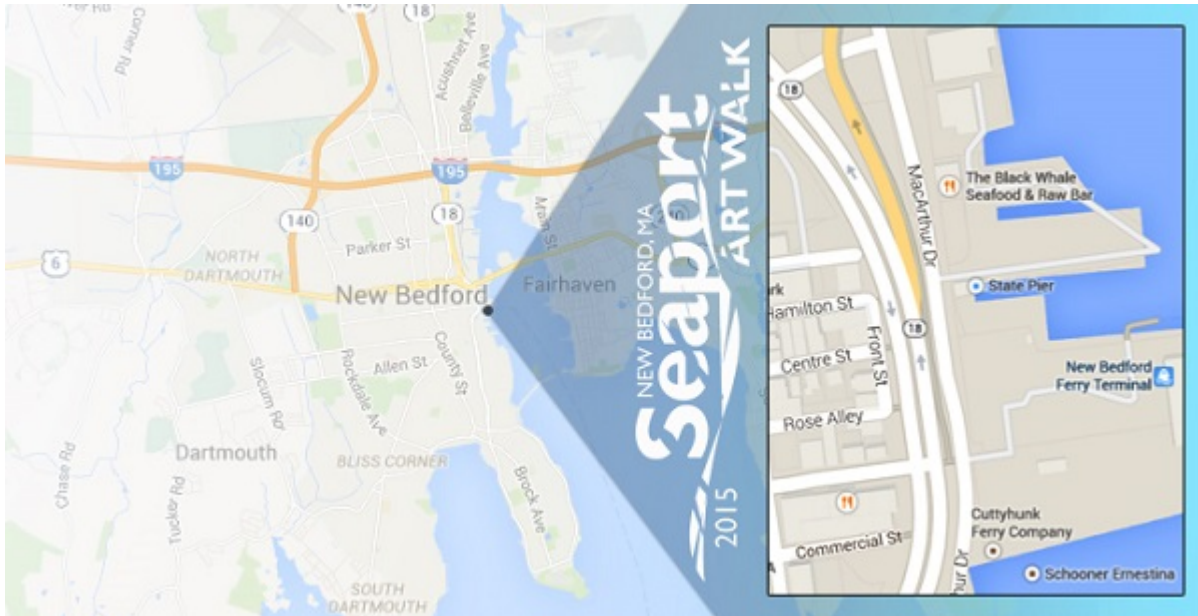 Corner Rd
18
Acushnet Ave
Belleville Ave
195
195
140
18
Main St
240
6
NORTH
DARTMOUTH
Parker St
New Bedford
Fairhaven
Allen St
County St
Rockdale Ave
Slocum Rd
Dartmouth
BLISS CORNER
Chase Rd
Tucker Rd
Brock Ave
SOUTH
DARTMOUTH
NEW BEDFORD, MA
Seaport
ART WALK
2015
18
MacArthur Dr
The Black Whale
Seafood & Raw Bar
State Pier
rk
Hamilton St
Front St
18
Centre St
New Bedford
Ferry Terminal
Rose Alley
Cuttyhunk
Ferry Company
Commercial St
hur Dr
Schooner Ernestina